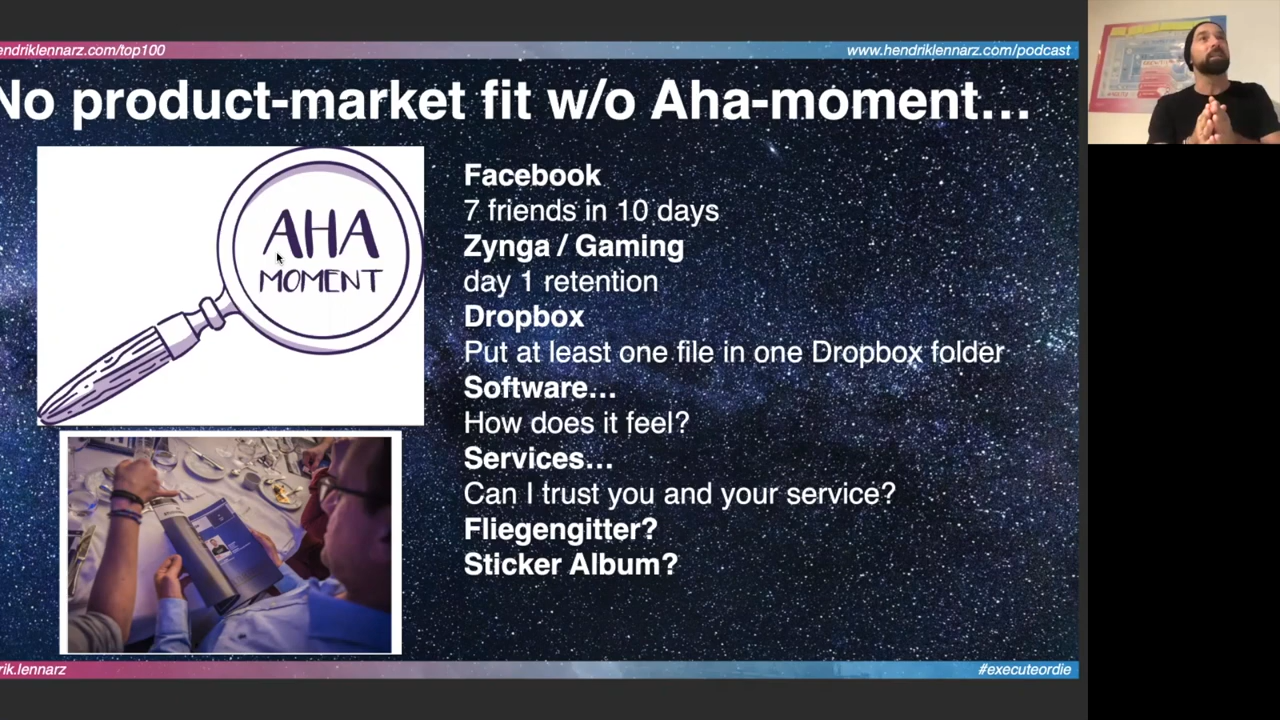 endriklennarz.com/top100
www.hendriklennarz.com/podcast
No product-market fit w/o Aha-moment...
AHA
MOMENT
Facebook
7 friends in 10 days
Zynga / Gaming
day 1 retention
Dropbox
Put at least one file in one Dropbox folder
Software...
How does it feel?
Services...
Can I trust you and your service?
Fliegengitter?
Sticker Album?
rik.lennarz
#executeordie